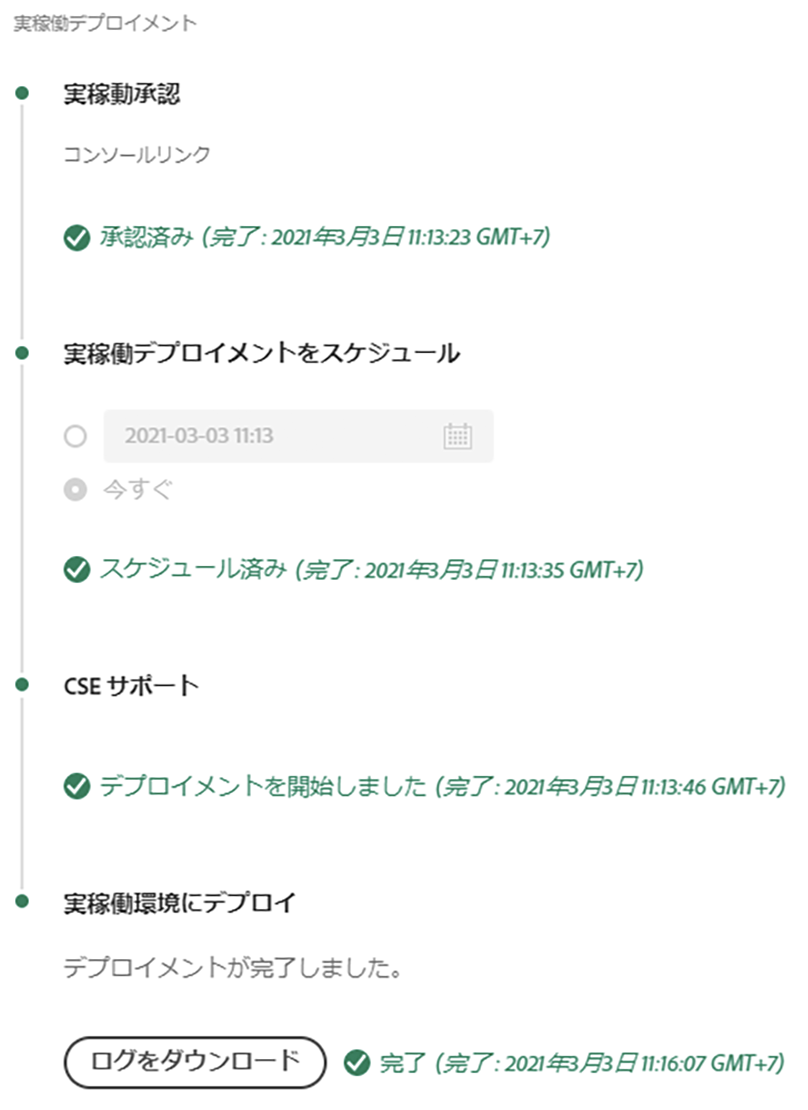 実稼働デプロイメント
実稼動承認
コンソールリンク
承認済み (完了: 2021年3月3日 11:13:23 GMT+7)
実稼働デプロイメントをスケジュール
2021-03-03 11:13
今すぐ
スケジュール済み (完了: 2021年3月3日 11:13:35 GMT+7)
CSE サポート
デプロイメントを開始しました (完了: 2021年3月3日 11:13:46 GMT+7)
実稼働環境にデプロイ
デプロイメントが完了しました。
ログをダウンロード 完了 (完了: 2021年3月3日 11:16:07 GMT+7)